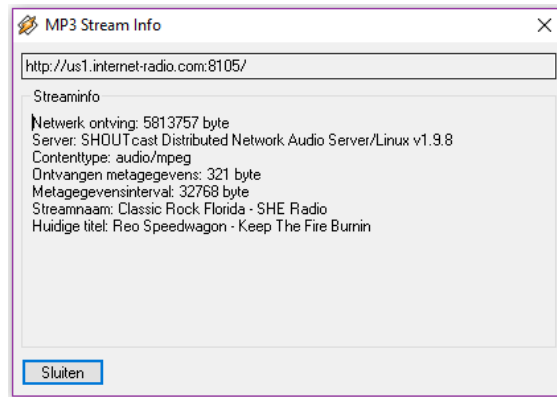 MP3 Stream Info
http://us1.internet-radio.com:8105/
Streaminfo
Netwerk ontving: 5813757 byte
Server: SHOUTcast Distributed Network Audio Server/Linux v1.9.8
Contenttype: audio/mpeg
Ontvangen metagegevens: 321 byte
Metagegevensinterval: 32768 byte
Streamnaam: Classic Rock Florida - SHE Radio
Huidige titel: Reo Speedwagon - Keep The Fire Burnin
Sluiten